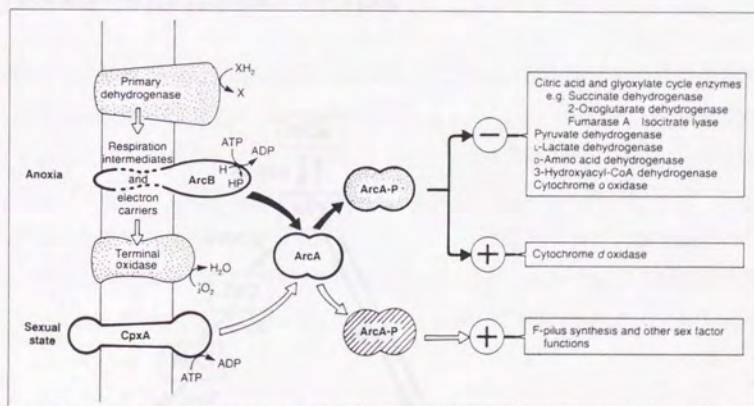 Primary
dehydrogenase
XH₂
X
Respiration
intermediates
and
electron
carriers
Anoxia
ArcB
ATP
ADP
H
HP
Terminal
oxidase
H₂O
½O₂
Sexual
state
CpxA
ATP
ADP
ArcA
ArcA-P
ArcA-P
−
+
+
Citric acid and glyoxylate cycle enzymes
e.g. Succinate dehydrogenase
2-Oxoglutarate dehydrogenase
Fumarase A Isocitrate lyase
Pyruvate dehydrogenase
L-Lactate dehydrogenase
D-Amino acid dehydrogenase
3-Hydroxyacyl-CoA dehydrogenase
Cytochrome o oxidase
Cytochrome d oxidase
F-pilus synthesis and other sex factor
functions